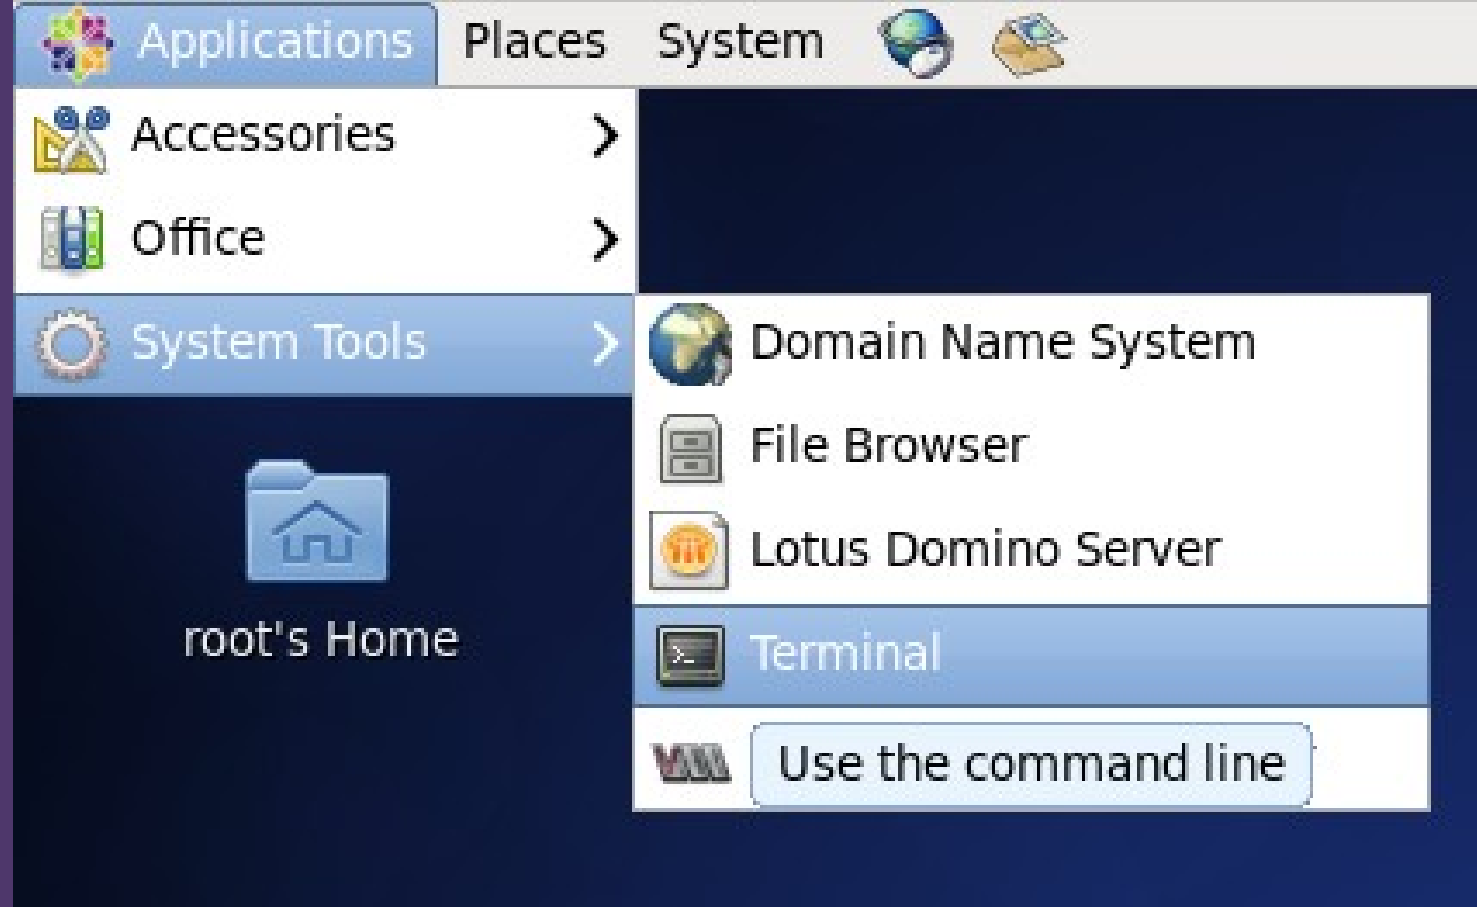 Applications Places System
Accessories
Office
System Tools
Domain Name System
File Browser
Lotus Domino Server
Terminal
Use the command line
root's Home